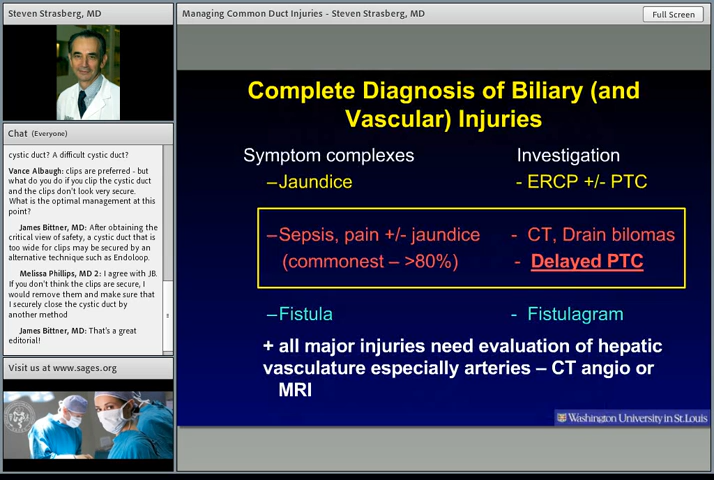 Steven Strasberg, MD
Managing Common Duct Injuries - Steven Strasberg, MD
Full Screen
Chat (Everyone)
cystic duct? A difficult cystic duct?
Vance Albaugh: clips are preferred - but
what do you do if you clip the cystic duct
and the clips don't look very secure.
What is the optimal management at this
point?
James Bittner, MD: After obtaining the
critical view of safety, a cystic duct that is
too wide for clips may be secured by an
alternative technique such as Endoloop.
Melissa Phillips, MD 2: I agree with JB.
If you don't think the clips are secure, I
would remove them and make sure that
I securely close the cystic duct by
another method
James Bittner, MD: That's a great
editorial!
Visit us at www.sages.org
Complete Diagnosis of Biliary (and
Vascular) Injuries
Symptom complexes Investigation
–Jaundice - ERCP +/- PTC
–Sepsis, pain +/- jaundice - CT, Drain bilomas
(commonest – >80%) - Delayed PTC
–Fistula - Fistulagram
+ all major injuries need evaluation of hepatic
vasculature especially arteries – CT angio or
MRI
Washington University in St. Louis